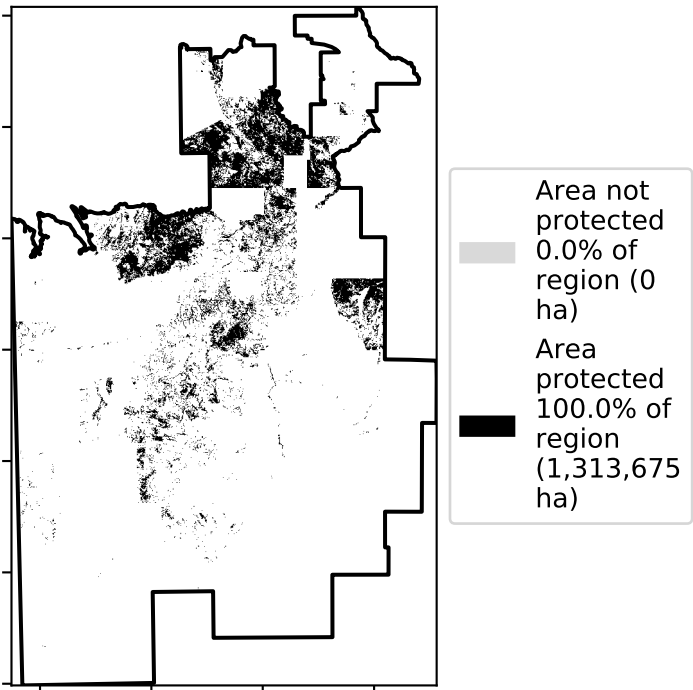 Area not
protected
0.0% of
region (0
ha)
Area
protected
100.0% of
region
(1,313,675
ha)